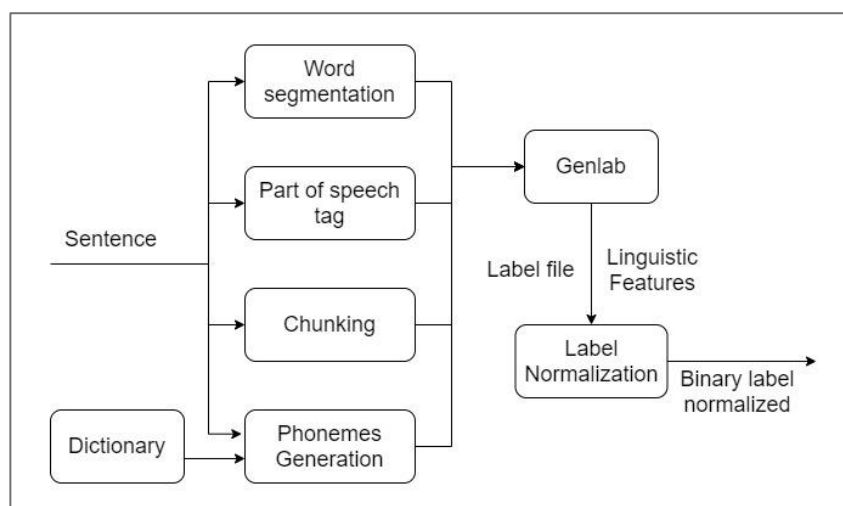 Word
segmentation
Part of speech
tag
Sentence
Chunking
Dictionary
Phonemes
Generation
Genlab
Label file
Linguistic
Features
Label
Normalization
Binary label
normalized